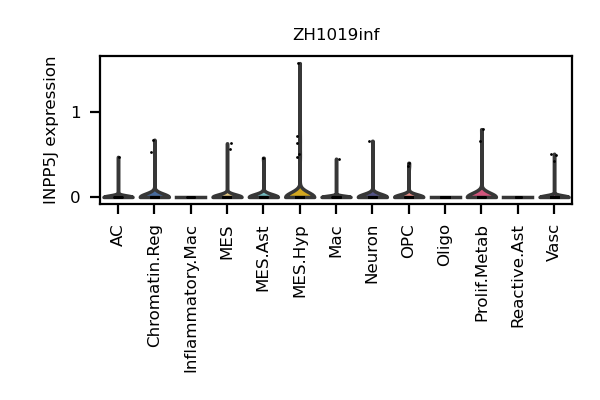 ZH1019inf
INPP5J expression
1
0
AC
Chromatin.Reg
Inflammatory.Mac
MES
MES.Ast
MES.Hyp
Mac
Neuron
OPC
Oligo
Prolif.Metab
Reactive.Ast
Vasc